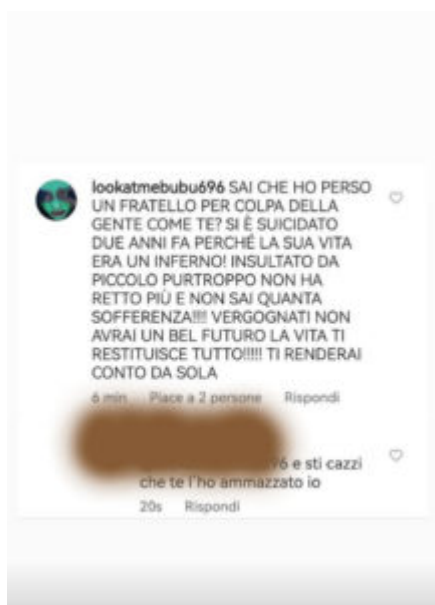 lookatmebubu696 SAI CHE HO PERSO
UN FRATELLO PER COLPA DELLA
GENTE COME TE? SI È SUICIDATO
DUE ANNI FA PERCHÉ LA SUA VITA
ERA UN INFERNO! INSULTATO DA
PICCOLO PURTROPPO NON HA
RETTO PIÙ E NON SAI QUANTA
SOFFERENZA!!!! VERGOGNATI NON
AVRAI UN BEL FUTURO LA VITA TI
RESTITUISCE TUTTO!!!!! TI RENDERAI
CONTO DA SOLA
6 min Piace a 2 persone Rispondi
96 e sti cazzi
che te l'ho ammazzato io
20s Rispondi